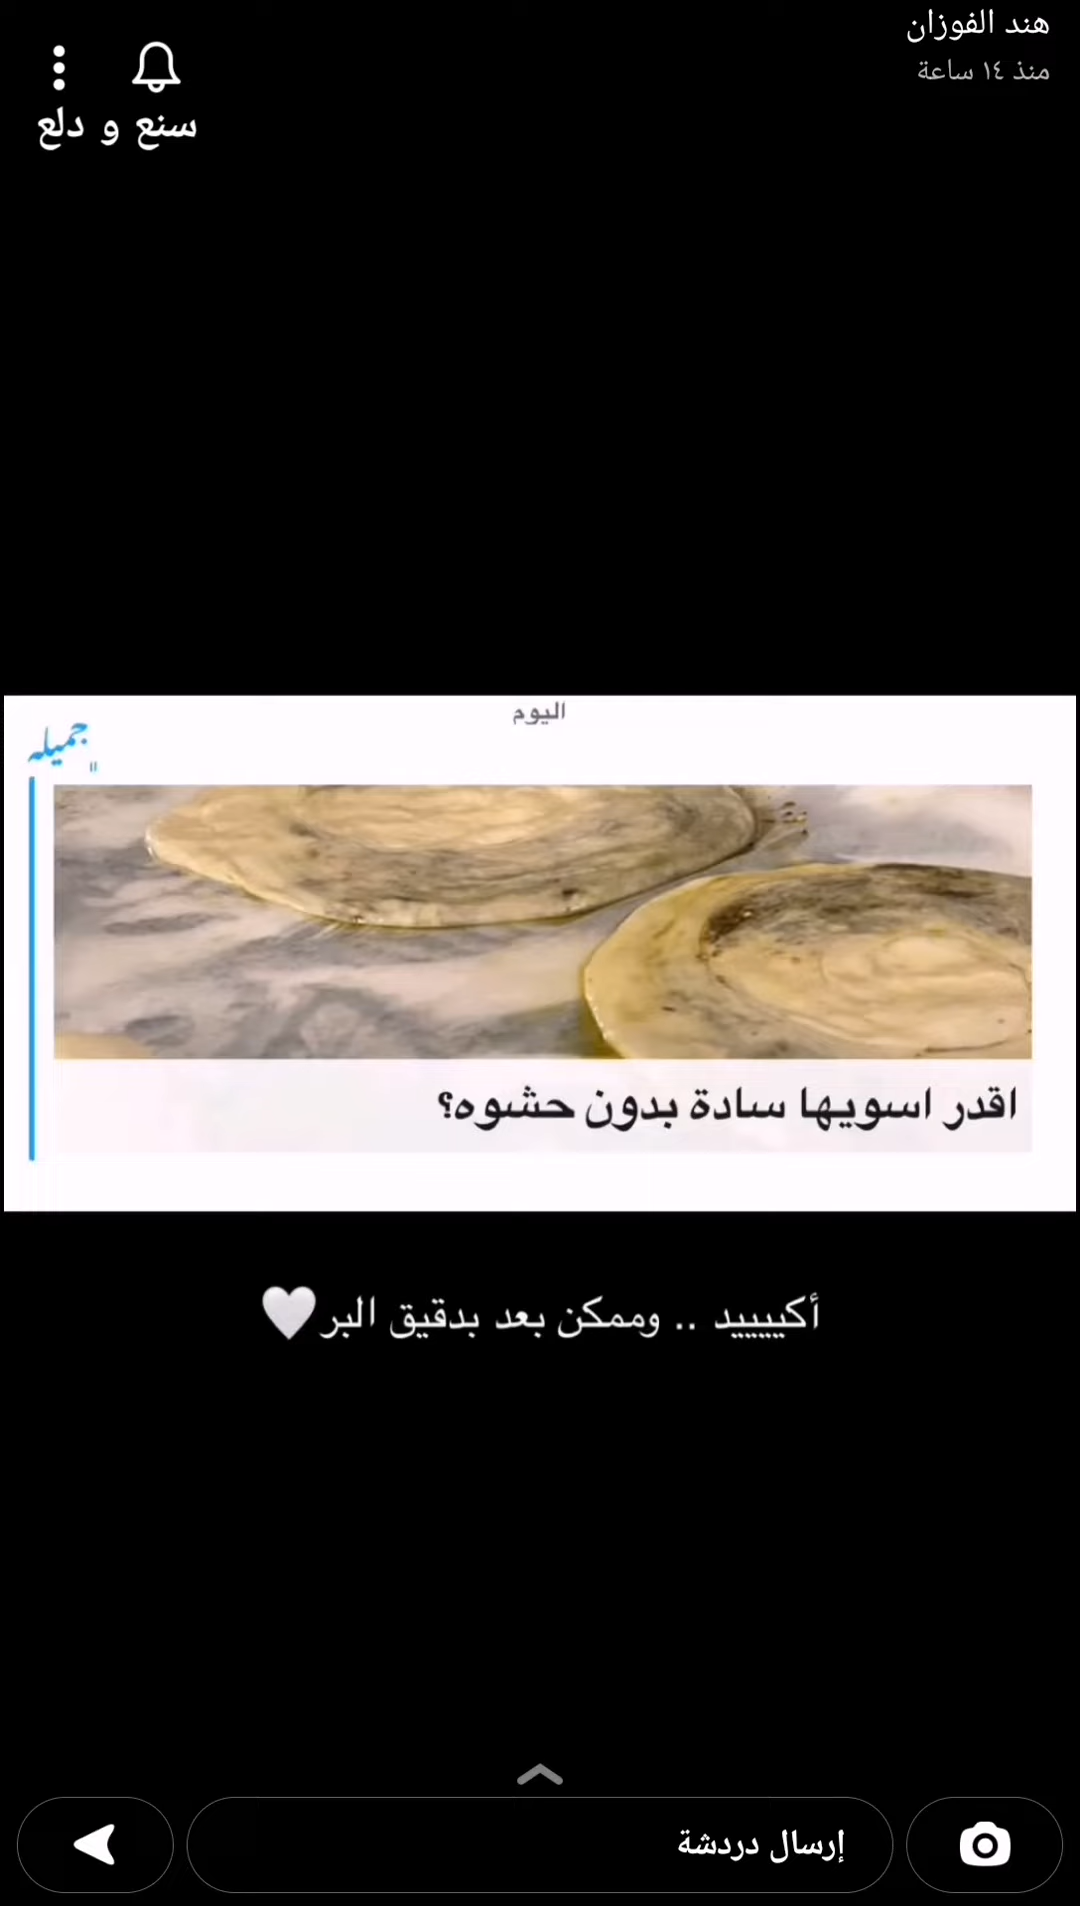 هند الفوزان
منذ ١٤ ساعة
سنع و دلع
اليوم
جميله
اقدر اسويها سادة بدون حشوه؟
أكيييييد .. وممكن بعد بدقيق البر🤍
إرسال دردشة